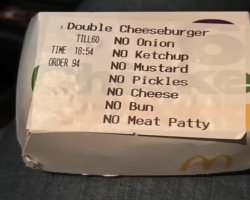 Double Cheeseburger
TILL60 NO Onion
TIME 18:54 NO Ketchup
ORDER 94 NO Mustard
NO Pickles
NO Cheese
NO Bun
NO Meat Patty